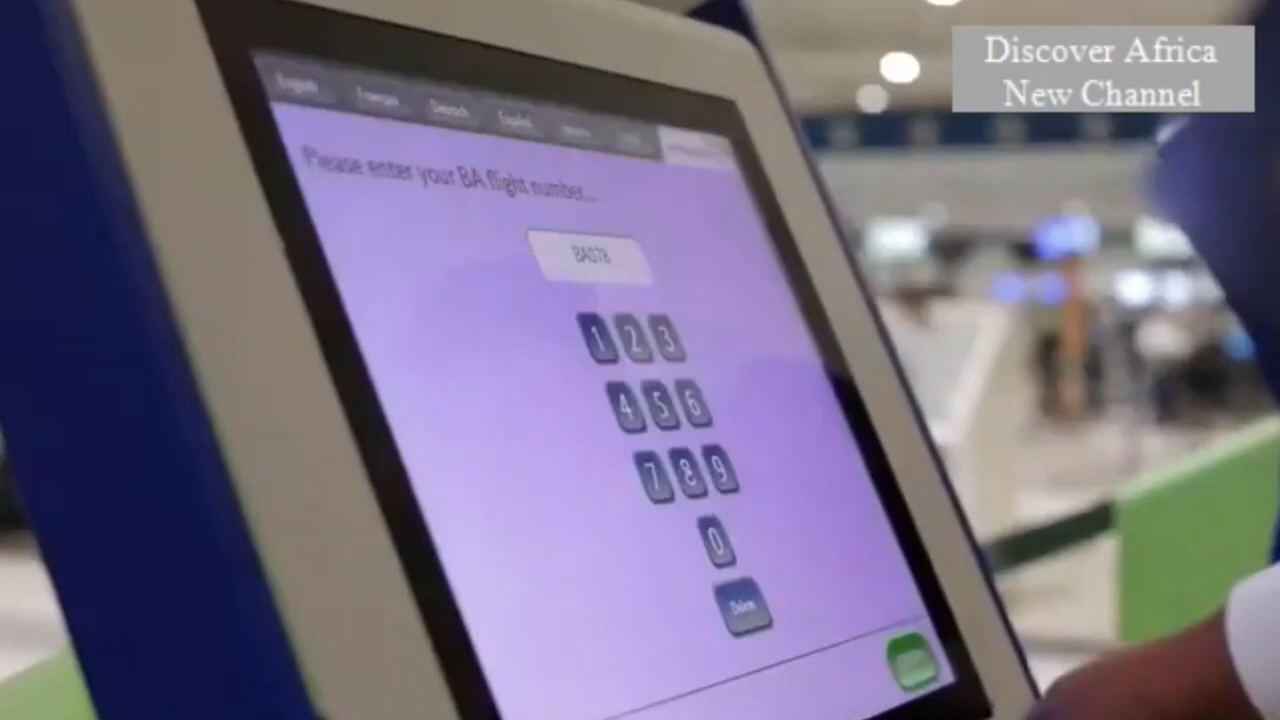 Discover Africa
New Channel
English
Français
Deutsch
Español
Please enter your BA flight number...
BA078
1 2 3
4 5 6
7 8 9
0
Delete